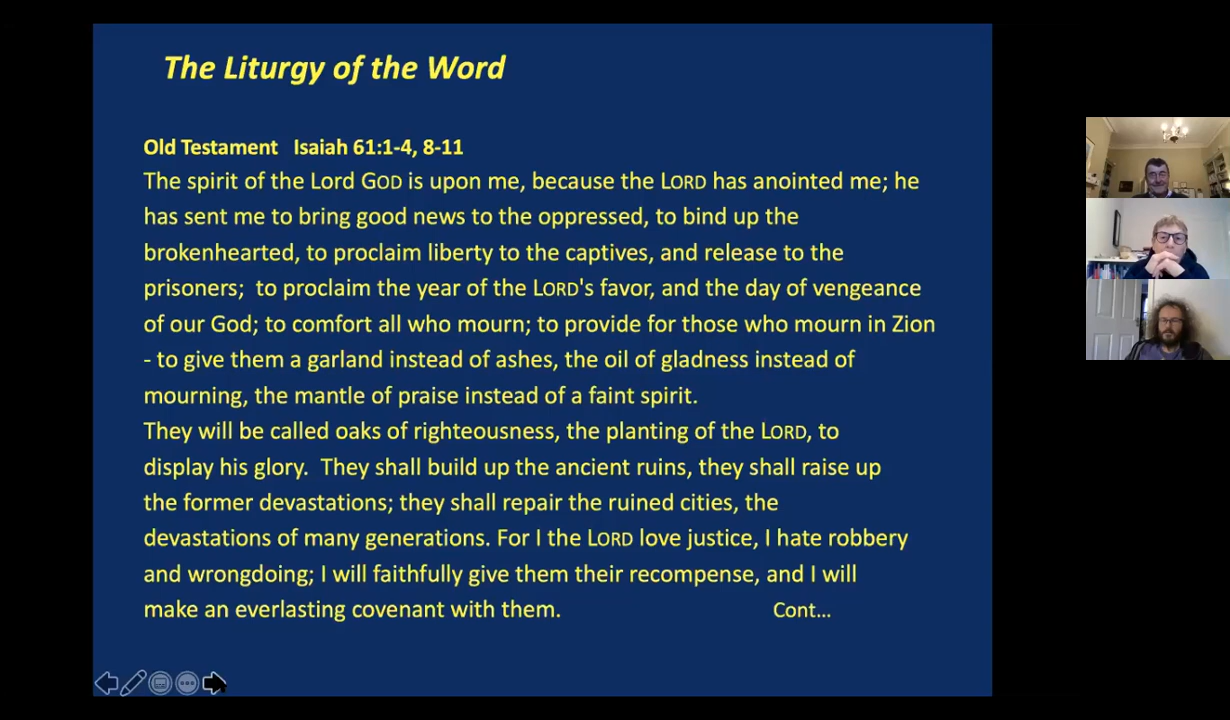 The Liturgy of the Word
Old Testament Isaiah 61:1-4, 8-11
The spirit of the Lord GOD is upon me, because the LORD has anointed me; he
has sent me to bring good news to the oppressed, to bind up the
brokenhearted, to proclaim liberty to the captives, and release to the
prisoners; to proclaim the year of the LORD's favor, and the day of vengeance
of our God; to comfort all who mourn; to provide for those who mourn in Zion
- to give them a garland instead of ashes, the oil of gladness instead of
mourning, the mantle of praise instead of a faint spirit.
They will be called oaks of righteousness, the planting of the LORD, to
display his glory. They shall build up the ancient ruins, they shall raise up
the former devastations; they shall repair the ruined cities, the
devastations of many generations. For I the LORD love justice, I hate robbery
and wrongdoing; I will faithfully give them their recompense, and I will
make an everlasting covenant with them. Cont...